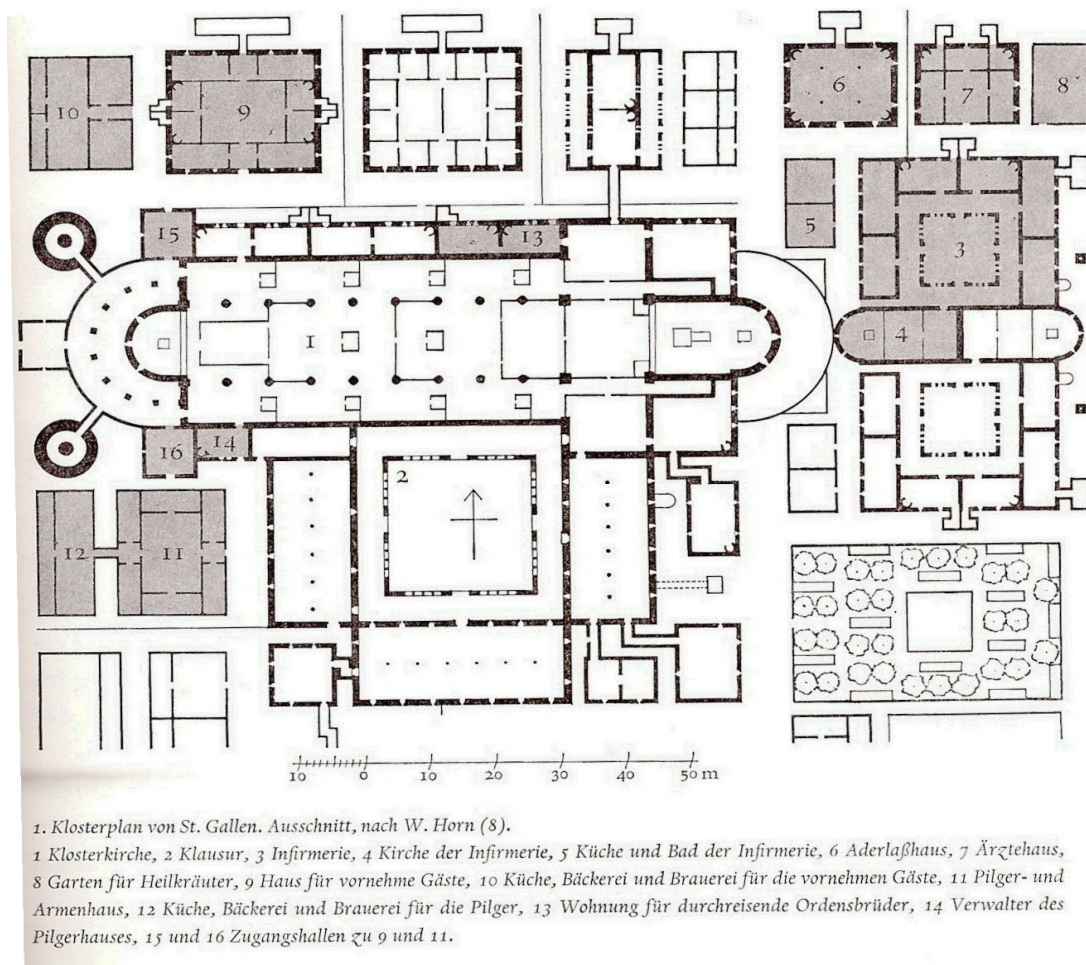 10
9
6
7
8
15
13
5
3
1
4
16
14
2
12
11
10 0 10 20 30 40 50 m
1. Klosterplan von St. Gallen. Ausschnitt, nach W. Horn (8).
1 Klosterkirche, 2 Klausur, 3 Infirmerie, 4 Kirche der Infirmerie, 5 Küche und Bad der Infirmerie, 6 Aderlaßhaus, 7 Ärztehaus,
8 Garten für Heilkräuter, 9 Haus für vornehme Gäste, 10 Küche, Bäckerei und Brauerei für die vornehmen Gäste, 11 Pilger- und
Armenhaus, 12 Küche, Bäckerei und Brauerei für die Pilger, 13 Wohnung für durchreisende Ordensbrüder, 14 Verwalter des
Pilgerhauses, 15 und 16 Zugangshallen zu 9 und 11.